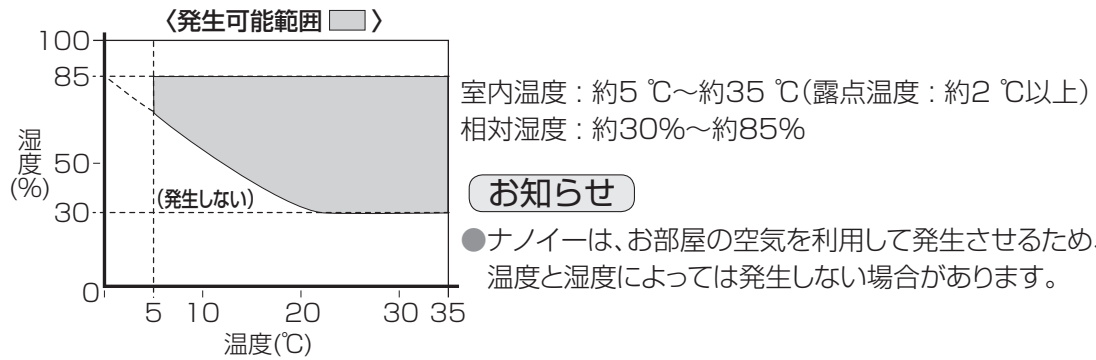 〈発生可能範囲 〉
100
85
50
30
0
湿度(%)
(発生しない)
5 10 20 30 35
温度(℃)
室内温度：約5 ℃～約35 ℃(露点温度：約2 ℃以上)
相対湿度：約30%～約85%
お知らせ
●ナノイーは、お部屋の空気を利用して発生させるため、
温度と湿度によっては発生しない場合があります。